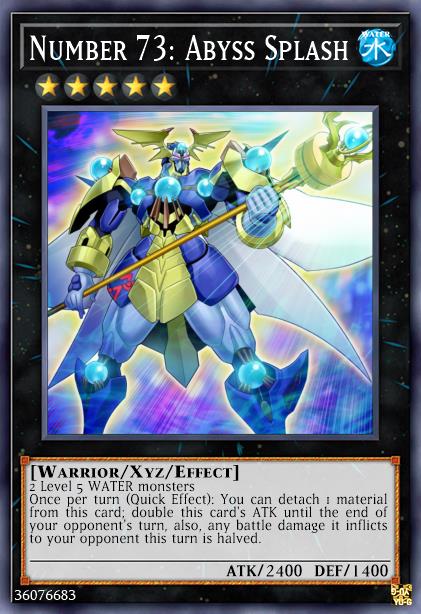 Number 73: Abyss Splash
WATER
水
73
[Warrior/Xyz/Effect]
2 Level 5 WATER monsters
Once per turn (Quick Effect): You can detach 1 material
from this card; double this card's ATK until the end of
your opponent's turn, also, any battle damage it inflicts
to your opponent this turn is halved.
ATK/2400 DEF/1400
36076683